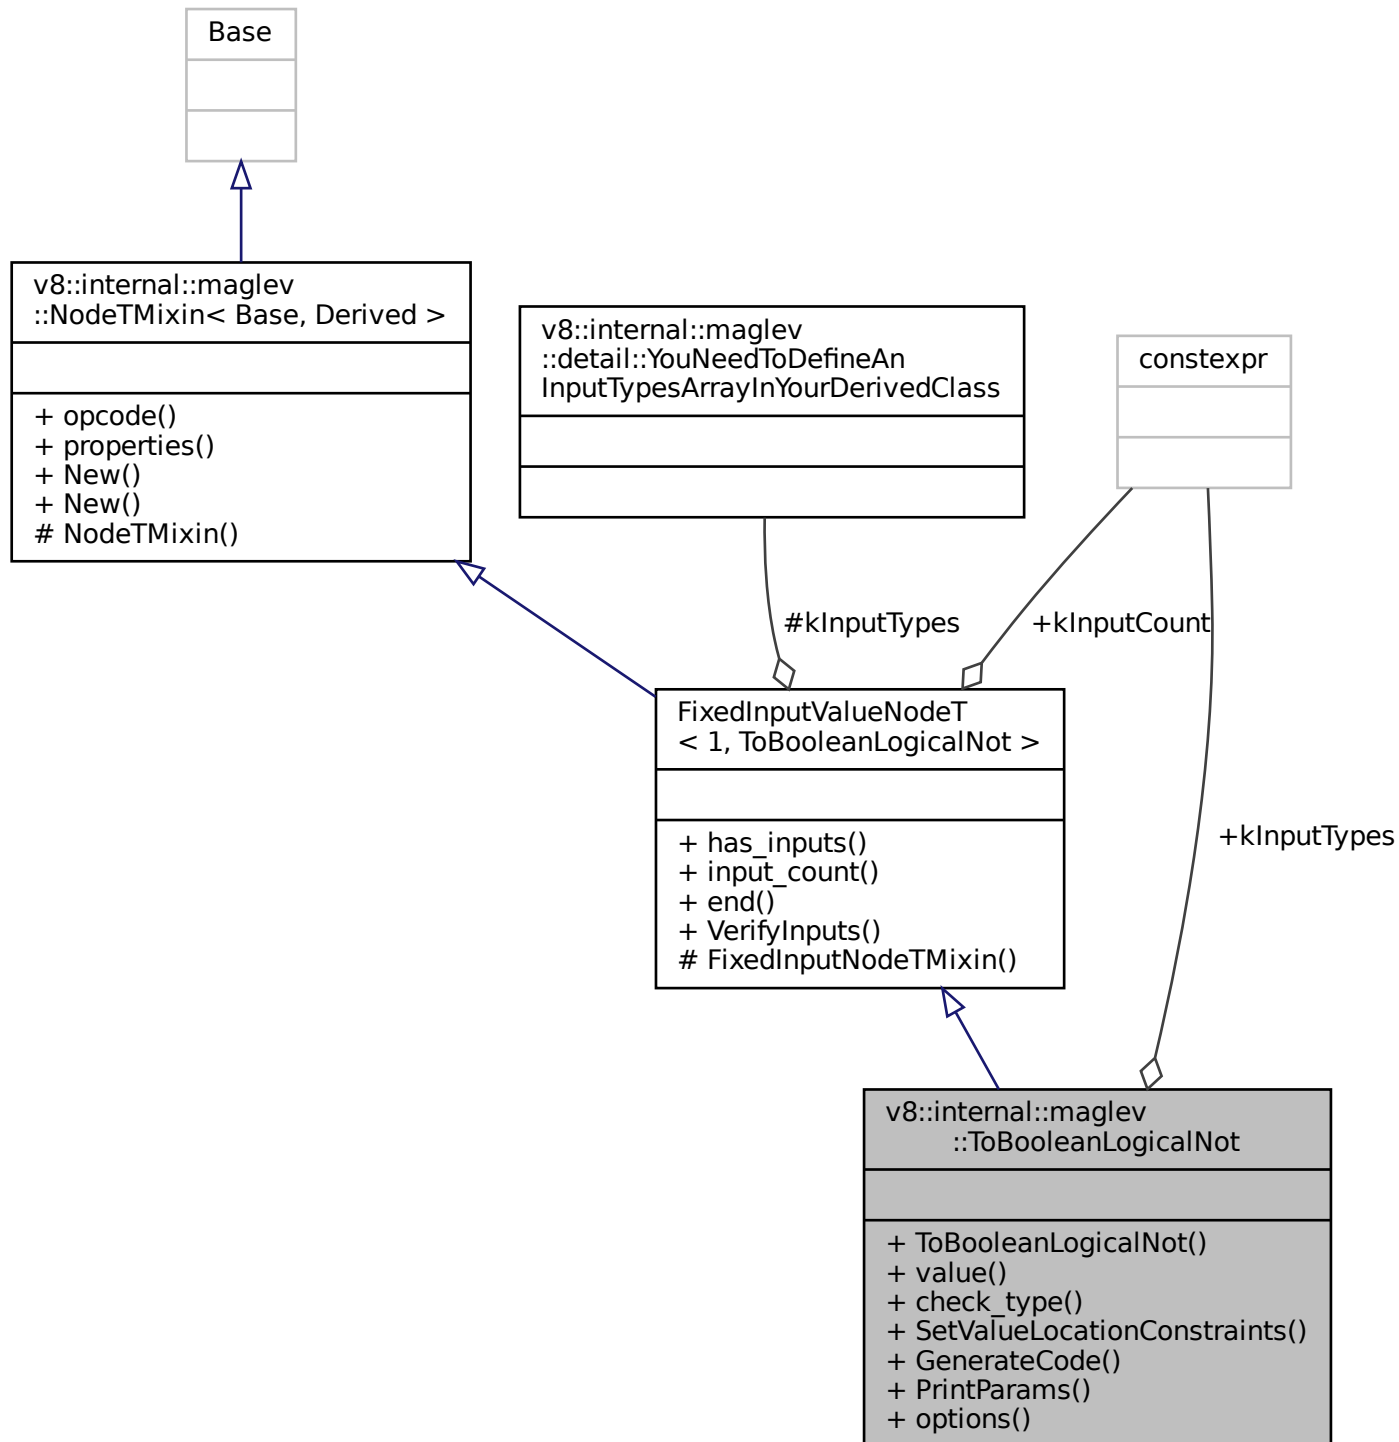 Base
v8::internal::maglev
::NodeTMixin< Base, Derived >
+ opcode()
+ properties()
+ New()
+ New()
# NodeTMixin()
v8::internal::maglev
::detail::YouNeedToDefineAn
InputTypesArrayInYourDerivedClass
constexpr
#kInputTypes
+kInputCount
FixedInputValueNodeT
< 1, ToBooleanLogicalNot >
+ has_inputs()
+ input_count()
+ end()
+ VerifyInputs()
# FixedInputNodeTMixin()
+kInputTypes
v8::internal::maglev
::ToBooleanLogicalNot
+ ToBooleanLogicalNot()
+ value()
+ check_type()
+ SetValueLocationConstraints()
+ GenerateCode()
+ PrintParams()
+ options()